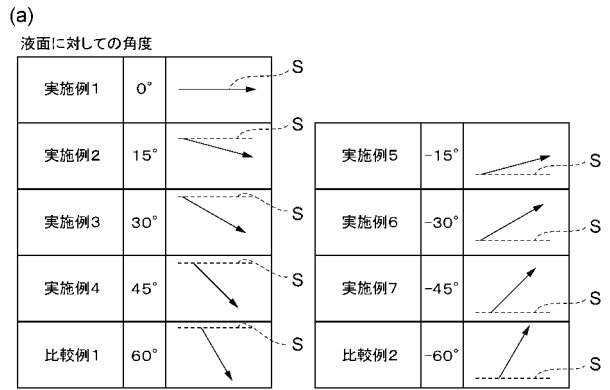 (a)
液面に対しての角度
実施例1 0° S
実施例2 15° S
実施例3 30° S
実施例4 45° S
比較例1 60° S
実施例5 -15° S
実施例6 -30° S
実施例7 -45° S
比較例2 -60° S